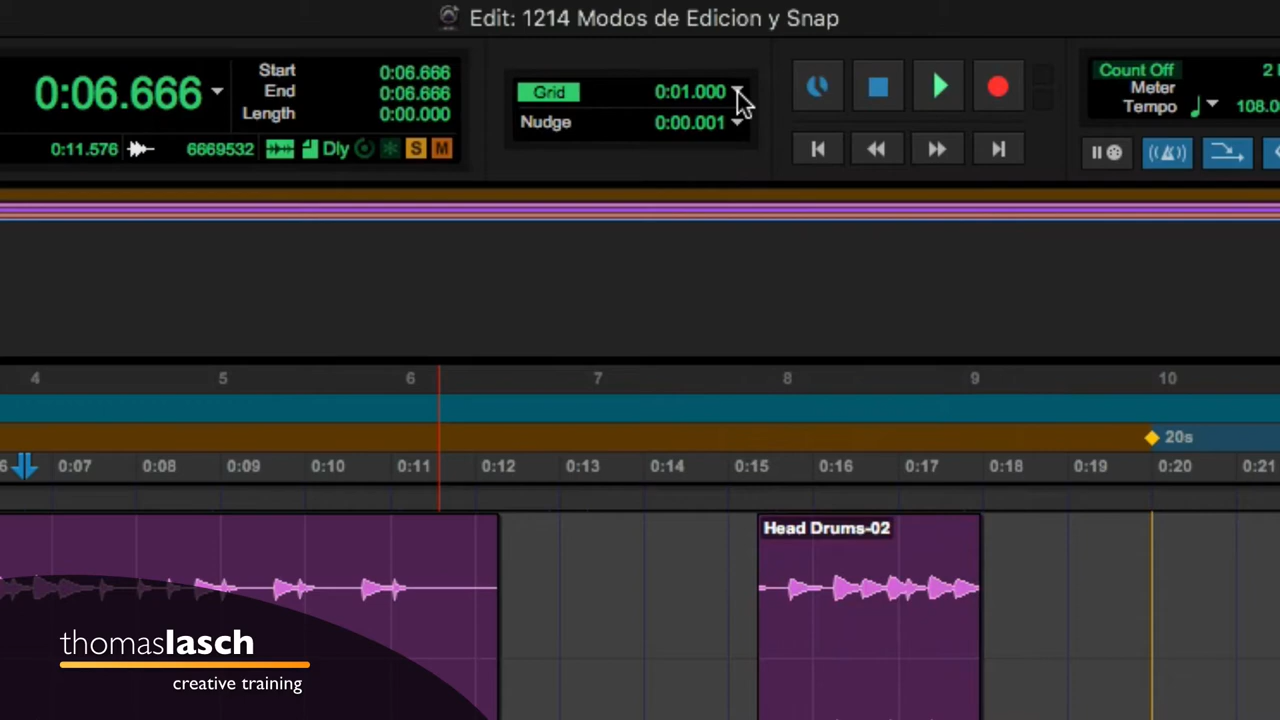 Edit: 1214 Modos de Edicion y Snap
0:06.666
Start 0:06.666
End 0:06.666
Length 0:00.000
0:11.576 6669532 Dly S M
Grid 0:01.000
Nudge 0:00.001
Count Off 2
Meter
Tempo 108.0
4 5 6 7 8 9 10
20s
6 0:07 0:08 0:09 0:10 0:11 0:12 0:13 0:14 0:15 0:16 0:17 0:18 0:19 0:20 0:21
Head Drums-02
thomaslasch
creative training